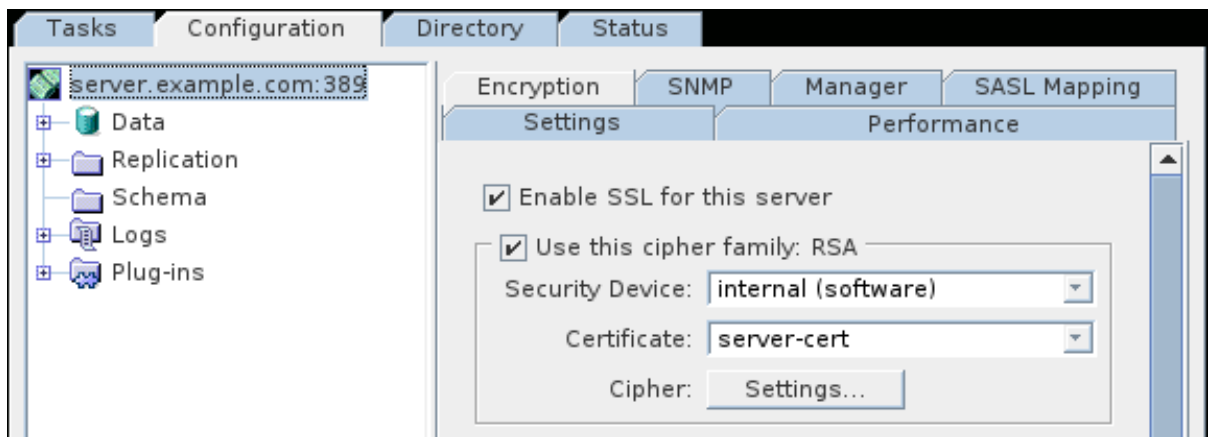 Tasks Configuration Directory Status
server.example.com:389
Data
Replication
Schema
Logs
Plug-ins
Encryption SNMP Manager SASL Mapping
Settings Performance
Enable SSL for this server
Use this cipher family: RSA
Security Device: internal (software)
Certificate: server-cert
Cipher: Settings...